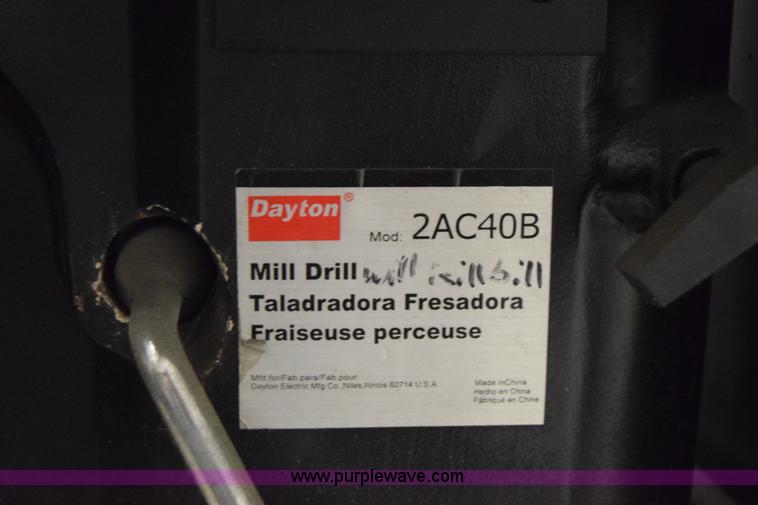 Dayton®
Mod: 2AC40B
Mill Drill
Taladradora Fresadora
Fraiseuse perceuse
Mfd.for/Fab.para/Fab.pour:
Dayton Electric Mfg Co.,Niles,Illinois 60714 U.S.A
Made inChina
Hecho en China
Fabriqué en Chine
www.purplewave.com